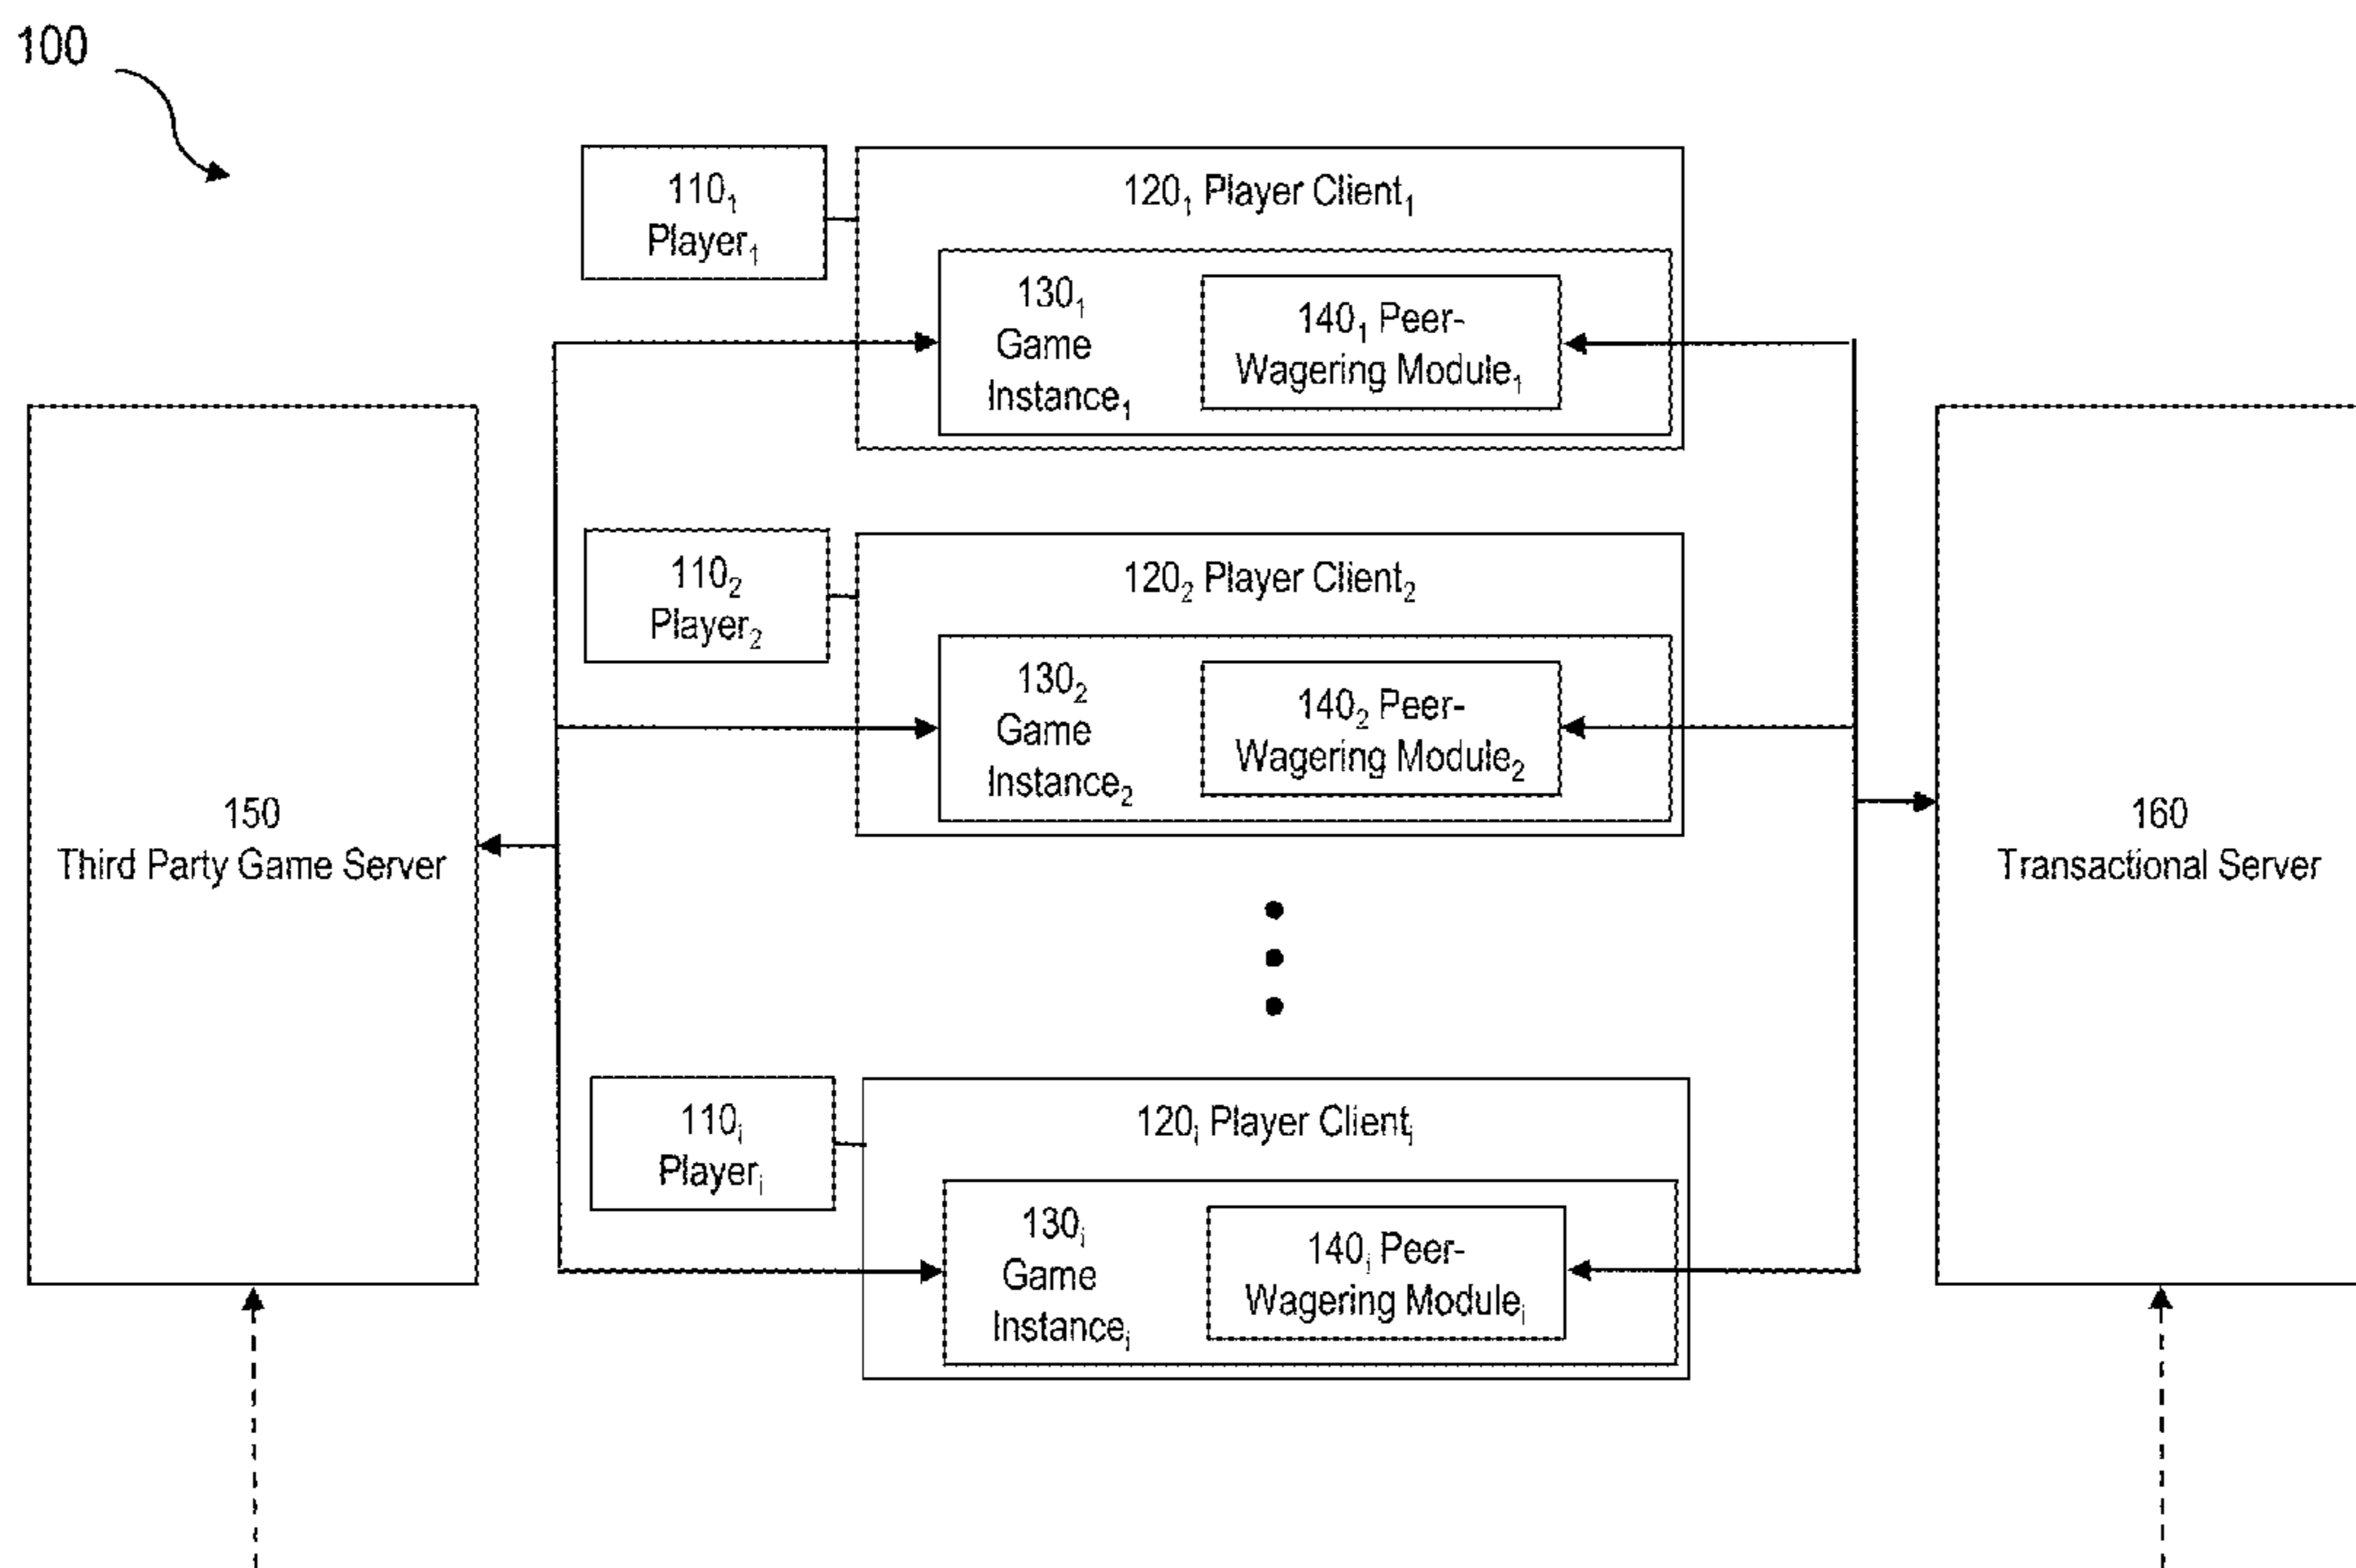 100
110₁
Player₁
120₁ Player Client₁
130₁
Game
Instance₁
140₁ Peer-
Wagering Module₁
110₂
Player₂
120₂ Player Client₂
130₂
Game
Instance₂
140₂ Peer-
Wagering Module₂
150
Third Party Game Server
160
Transactional Server
110ᵢ
Playerᵢ
120ᵢ Player Clientᵢ
130ᵢ
Game
Instanceᵢ
140ᵢ Peer-
Wagering Moduleᵢ